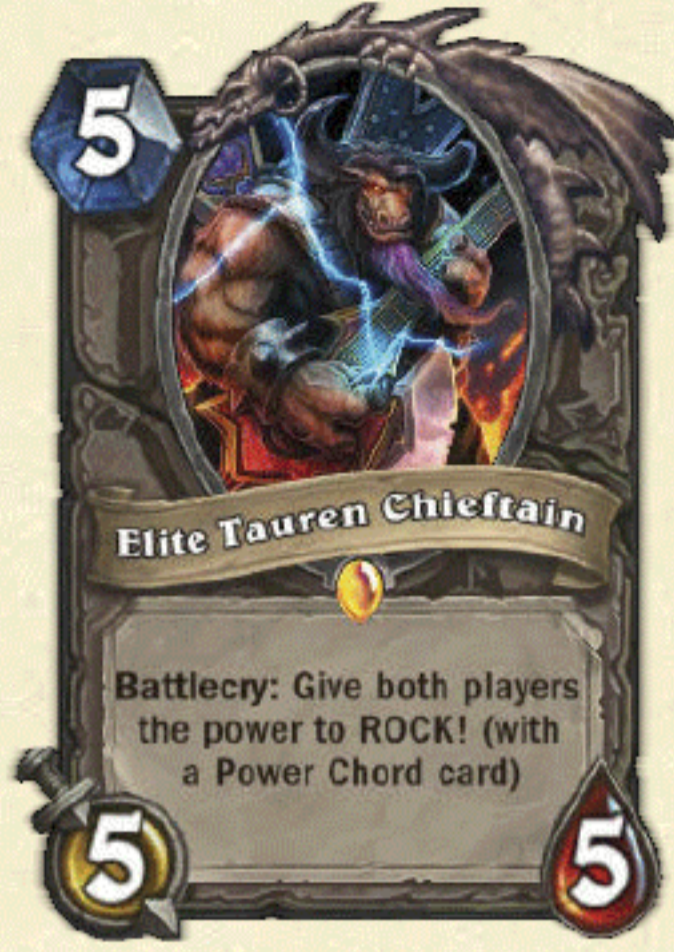 5
Elite Tauren Chieftain
Battlecry: Give both players
the power to ROCK! (with
a Power Chord card)
5
5